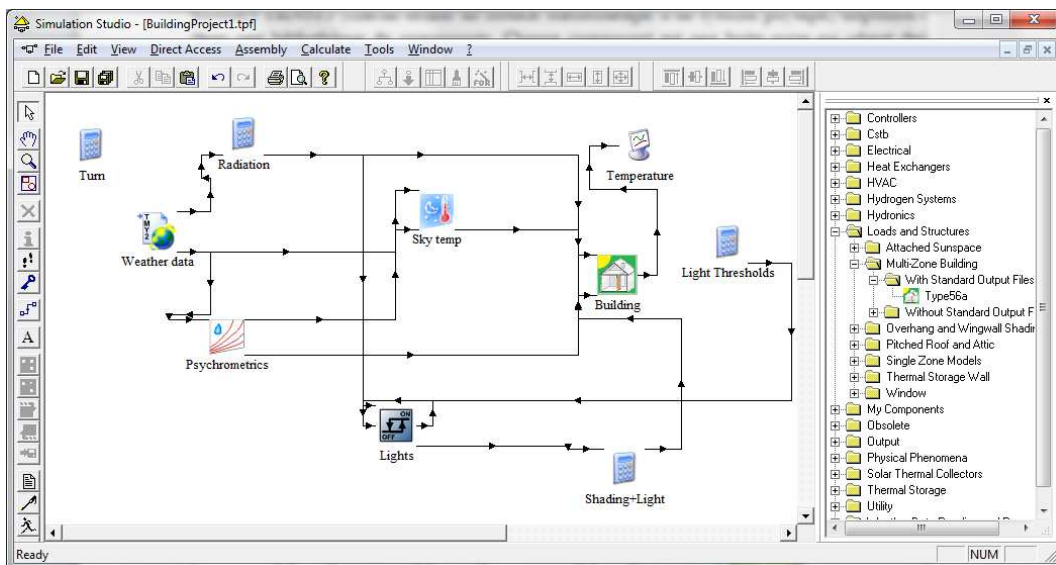 Simulation Studio - [BuildingProject1.tpf]
File Edit View Direct Access Assembly Calculate Tools Window ?
FOR
Turn
Radiation
Temperature
TMY2
Weather data
Sky temp
Light Thresholds
Building
Psychrometrics
ON
OFF
Lights
Shading+Light
A
Controllers
Cstb
Electrical
Heat Exchangers
HVAC
Hydrogen Systems
Hydronics
Loads and Structures
Attached Sunspace
Multi-Zone Building
With Standard Output Files
Type56a
Without Standard Output F
Overhang and Wingwall Shadir
Pitched Roof and Attic
Single Zone Models
Thermal Storage Wall
Window
My Components
Obsolete
Output
Physical Phenomena
Solar Thermal Collectors
Thermal Storage
Utility
Ready
NUM